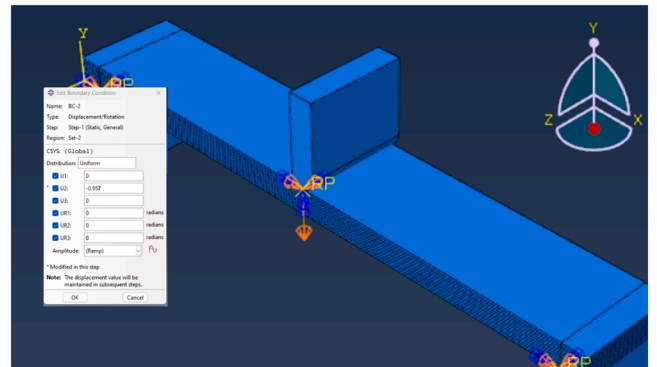 Y
Y
RP
Z
X
Edit Boundary Condition
Name: BC-2
Type: Displacement/Rotation
Step: Step-1 (Static, General)
Region: Set-2
CSYS: (Global)
Distribution: Uniform
U1: 0
* U2: -0.957
U3: 0
UR1: 0 radians
UR2: 0 radians
UR3: 0 radians
Amplitude: (Ramp)
* Modified in this step
Note: The displacement value will be
maintained in subsequent steps.
OK Cancel
RP
RP